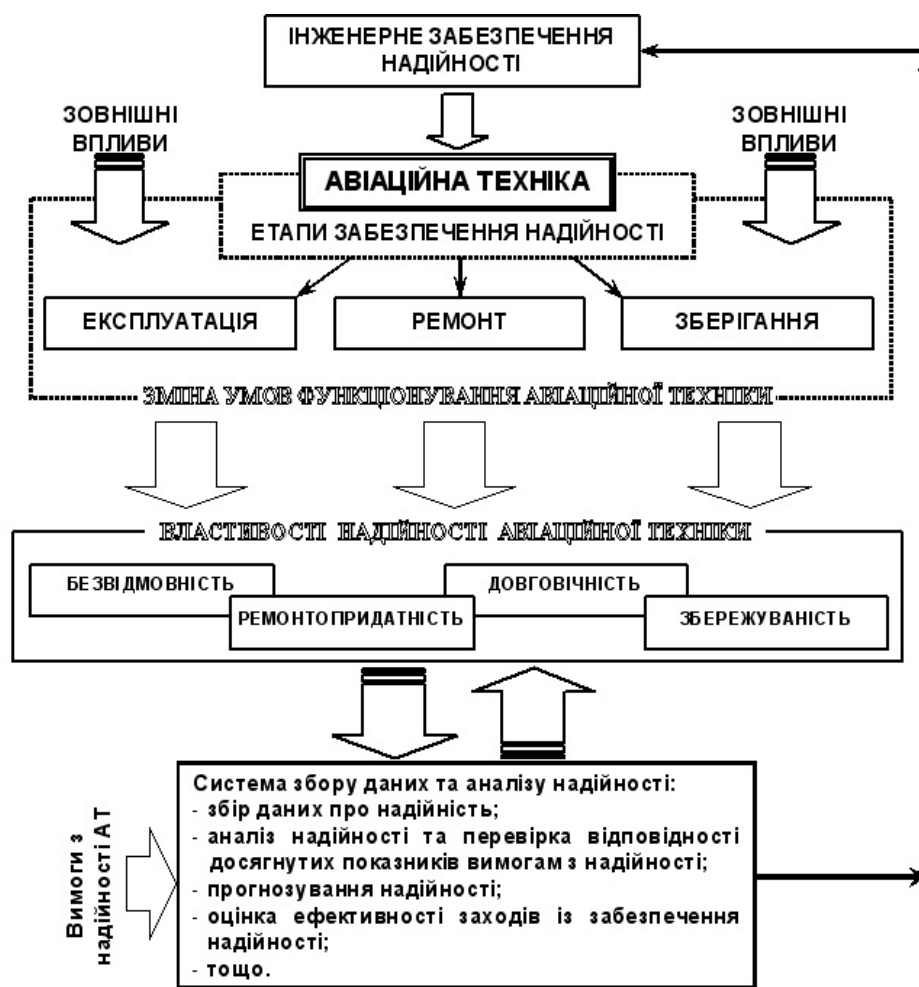 ІНЖЕНЕРНЕ ЗАБЕЗПЕЧЕННЯ
НАДІЙНОСТІ
ЗОВНІШНІ
ВПЛИВИ
ЗОВНІШНІ
ВПЛИВИ
АВІАЦІЙНА ТЕХНІКА
ЕТАПИ ЗАБЕЗПЕЧЕННЯ НАДІЙНОСТІ
ЕКСПЛУАТАЦІЯ
РЕМОНТ
ЗБЕРІГАННЯ
ЗМІНА УМОВ ФУНКЦІОНУВАННЯ АВІАЦІЙНОЇ ТЕХНІКИ
ВЛАСТИВОСТІ НАДІЙНОСТІ АВІАЦІЙНОЇ ТЕХНІКИ
БЕЗВІДМОВНІСТЬ
ДОВГОВІЧНІСТЬ
РЕМОНТОПРИДАТНІСТЬ
ЗБЕРЕЖУВАНІСТЬ
Вимоги з
надійності АТ
Система збору даних та аналізу надійності:
- збір даних про надійність;
- аналіз надійності та перевірка відповідності
досягнутих показників вимогам з надійності;
- прогнозування надійності;
- оцінка ефективності заходів із забезпечення
надійності;
- тощо.